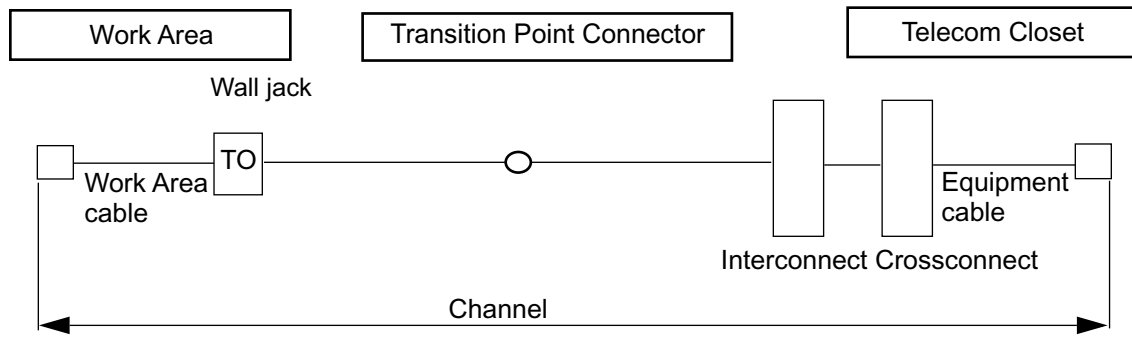 Work Area
Transition Point Connector
Telecom Closet
Wall jack
TO
Work Area
cable
Equipment
cable
Interconnect Crossconnect
Channel